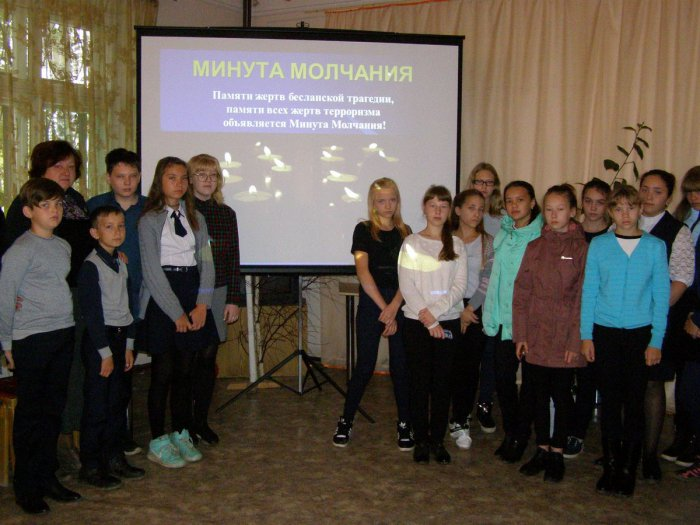 МИНУТА МОЛЧАНИЯ
Памяти жертв бесланской трагедии,
памяти всех жертв терроризма
объявляется Минута Молчания!